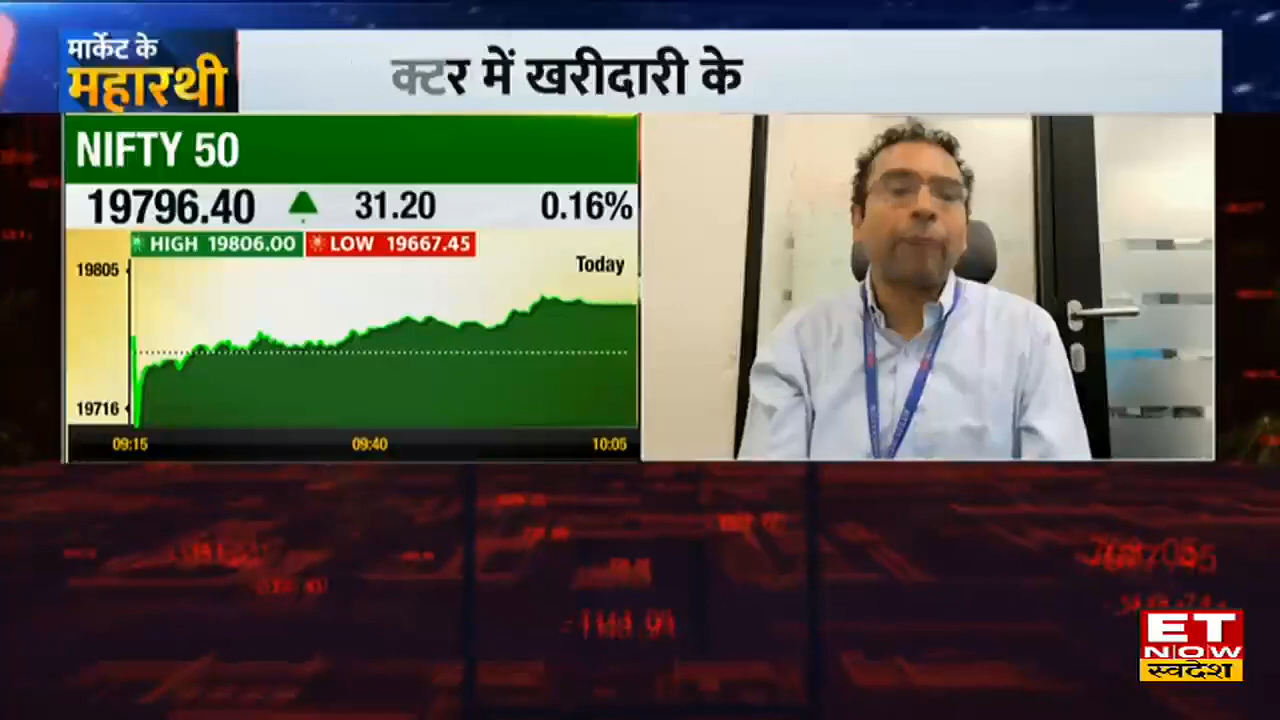 मार्केट के
महारथी
क्टर में खरीदारी के
NIFTY 50
19796.40 ▲ 31.20 0.16%
HIGH 19806.00 LOW 19667.45
Today
19805
19716
09:15 09:40 10:05
ET
NOW
स्वदेश